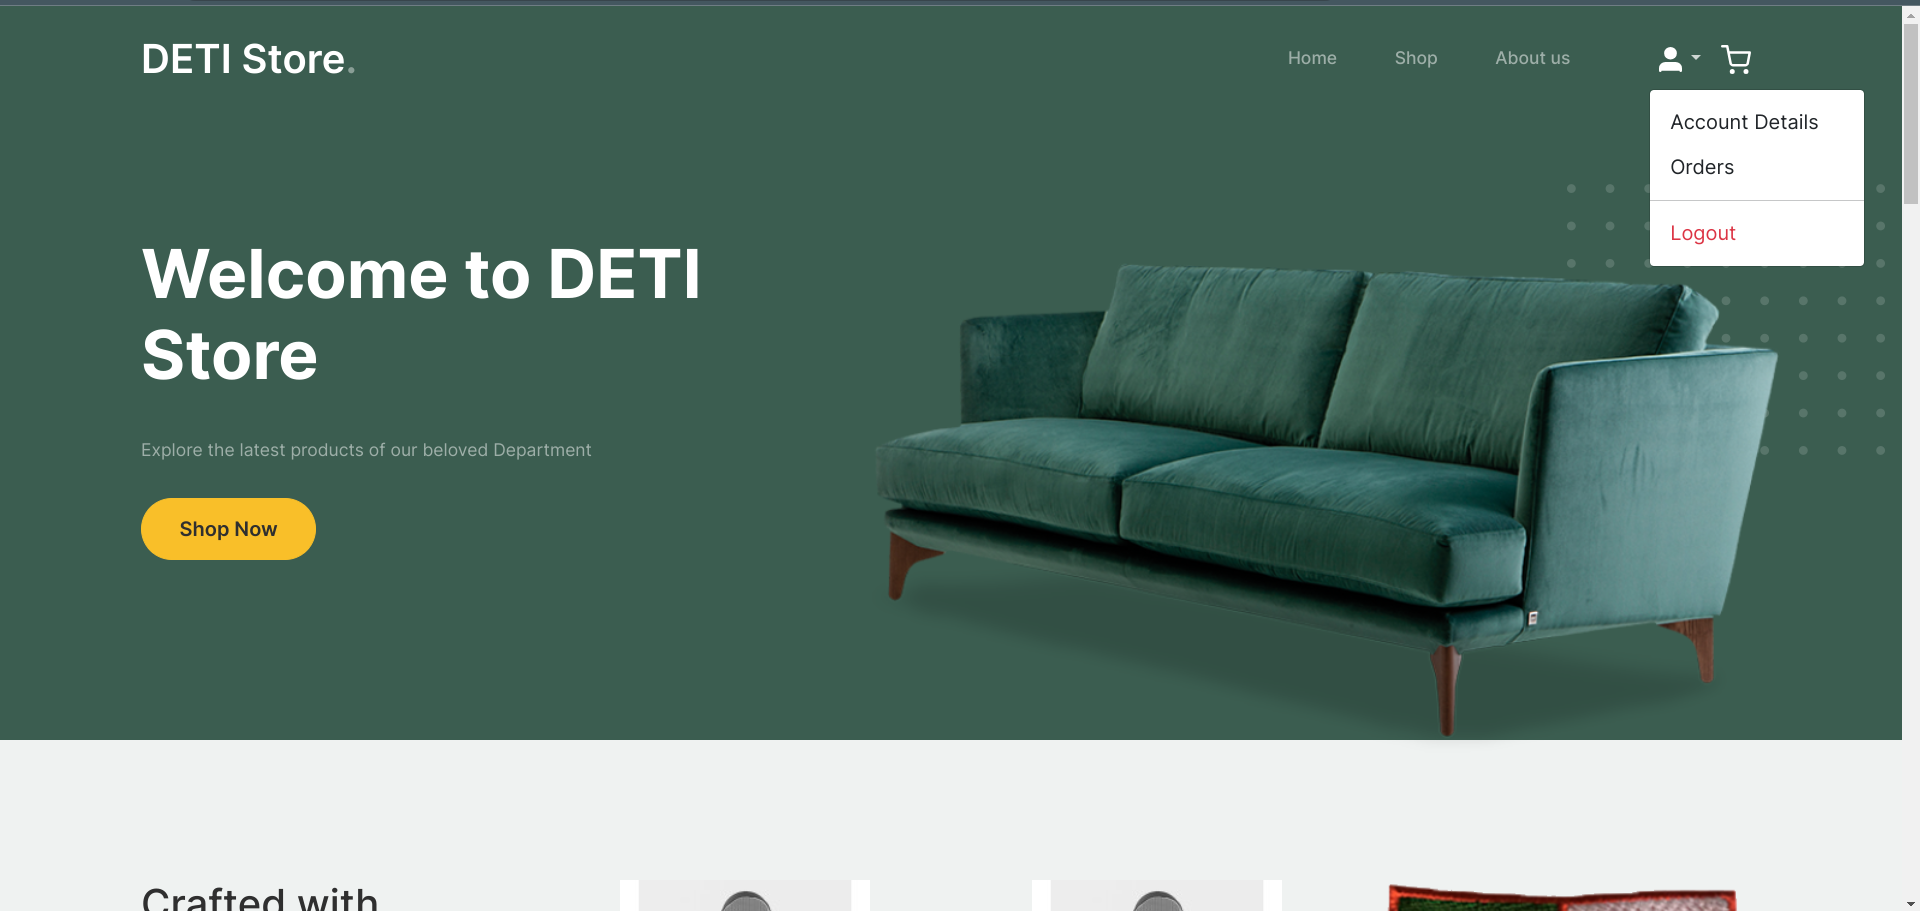 DETI Store.
Home
Shop
About us
Account Details
Orders
Logout
Welcome to DETI
Store
Explore the latest products of our beloved Department
Shop Now
Crafted with